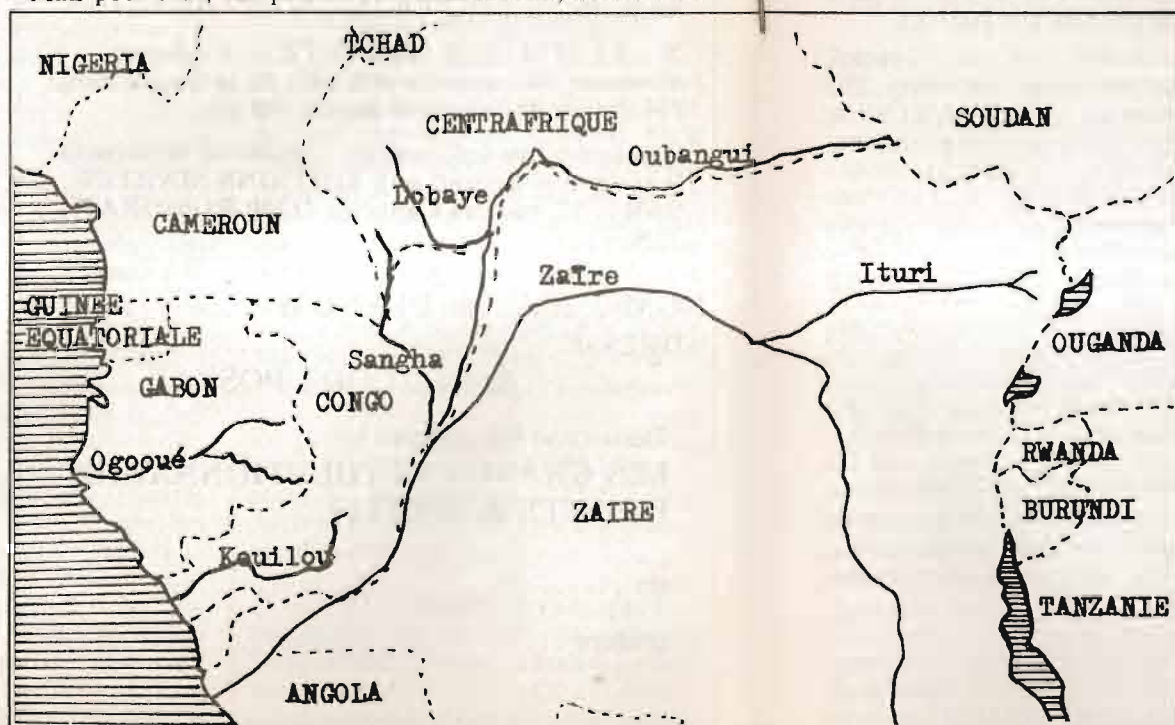 TCHAD
NIGERIA
SOUDAN
CENTRAFRIQUE
Oubangui
Lobaye
CAMEROUN
Zaïre
Ituri
GUINEE
EQUATORIALE
OUGANDA
Sangha
GABON
CONGO
RWANDA
Ogooué
ZAIRE
BURUNDI
Kouilou
TANZANIE
ANGOLA